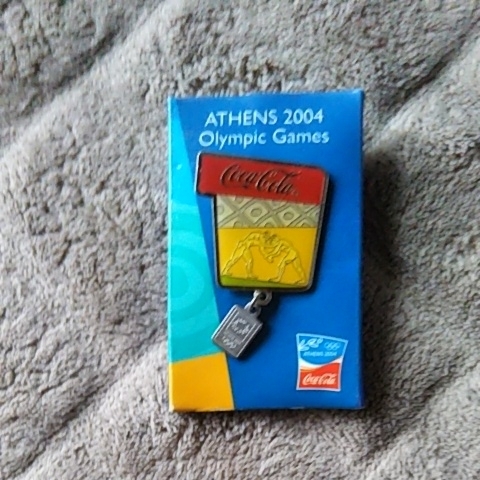 ATHENS 2004
Olympic Games
Coca-Cola
ATHENS 2004
Coca-Cola